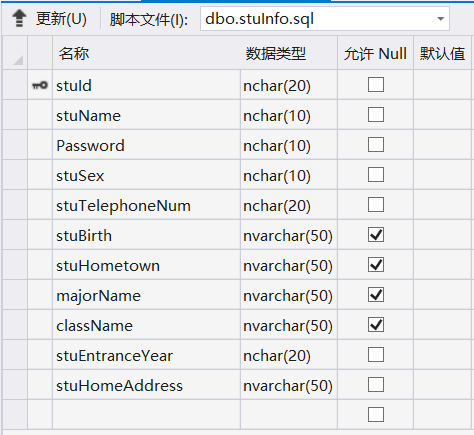 更新(U) 脚本文件(I): dbo.stuInfo.sql
名称 数据类型 允许 Null 默认值
stuId nchar(20)
stuName nchar(10)
Password nchar(10)
stuSex nchar(10)
stuTelephoneNum nchar(20)
stuBirth nvarchar(50)
stuHometown nvarchar(50)
majorName nvarchar(50)
className nvarchar(50)
stuEntranceYear nchar(20)
stuHomeAddress nvarchar(50)